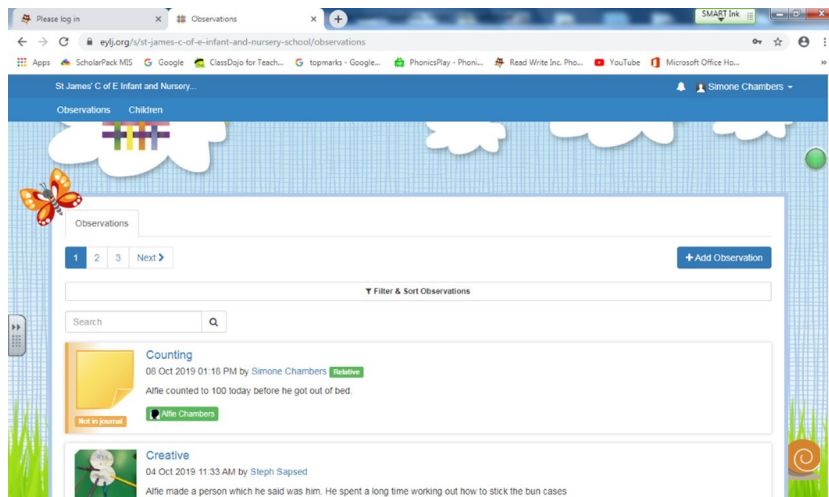 Please log in
Observations
SMART Ink
eylj.org/s/st-james-c-of-e-infant-and-nursery-school/observations
Apps ScholarPack MIS Google ClassDojo for Teach... topmarks - Google... PhonicsPlay - Phoni... Read Write Inc. Pho... YouTube Microsoft Office Ho...
St James' C of E Infant and Nursery... Simone Chambers
Observations Children
Observations
1 2 3 Next
+ Add Observation
Filter & Sort Observations
Search
Counting
08 Oct 2019 01:18 PM by Simone Chambers Relative
Alfie counted to 100 today before he got out of bed.
Not in journal
Alfie Chambers
Creative
04 Oct 2019 11:33 AM by Steph Sapsed
Alfie made a person which he said was him. He spent a long time working out how to stick the bun cases